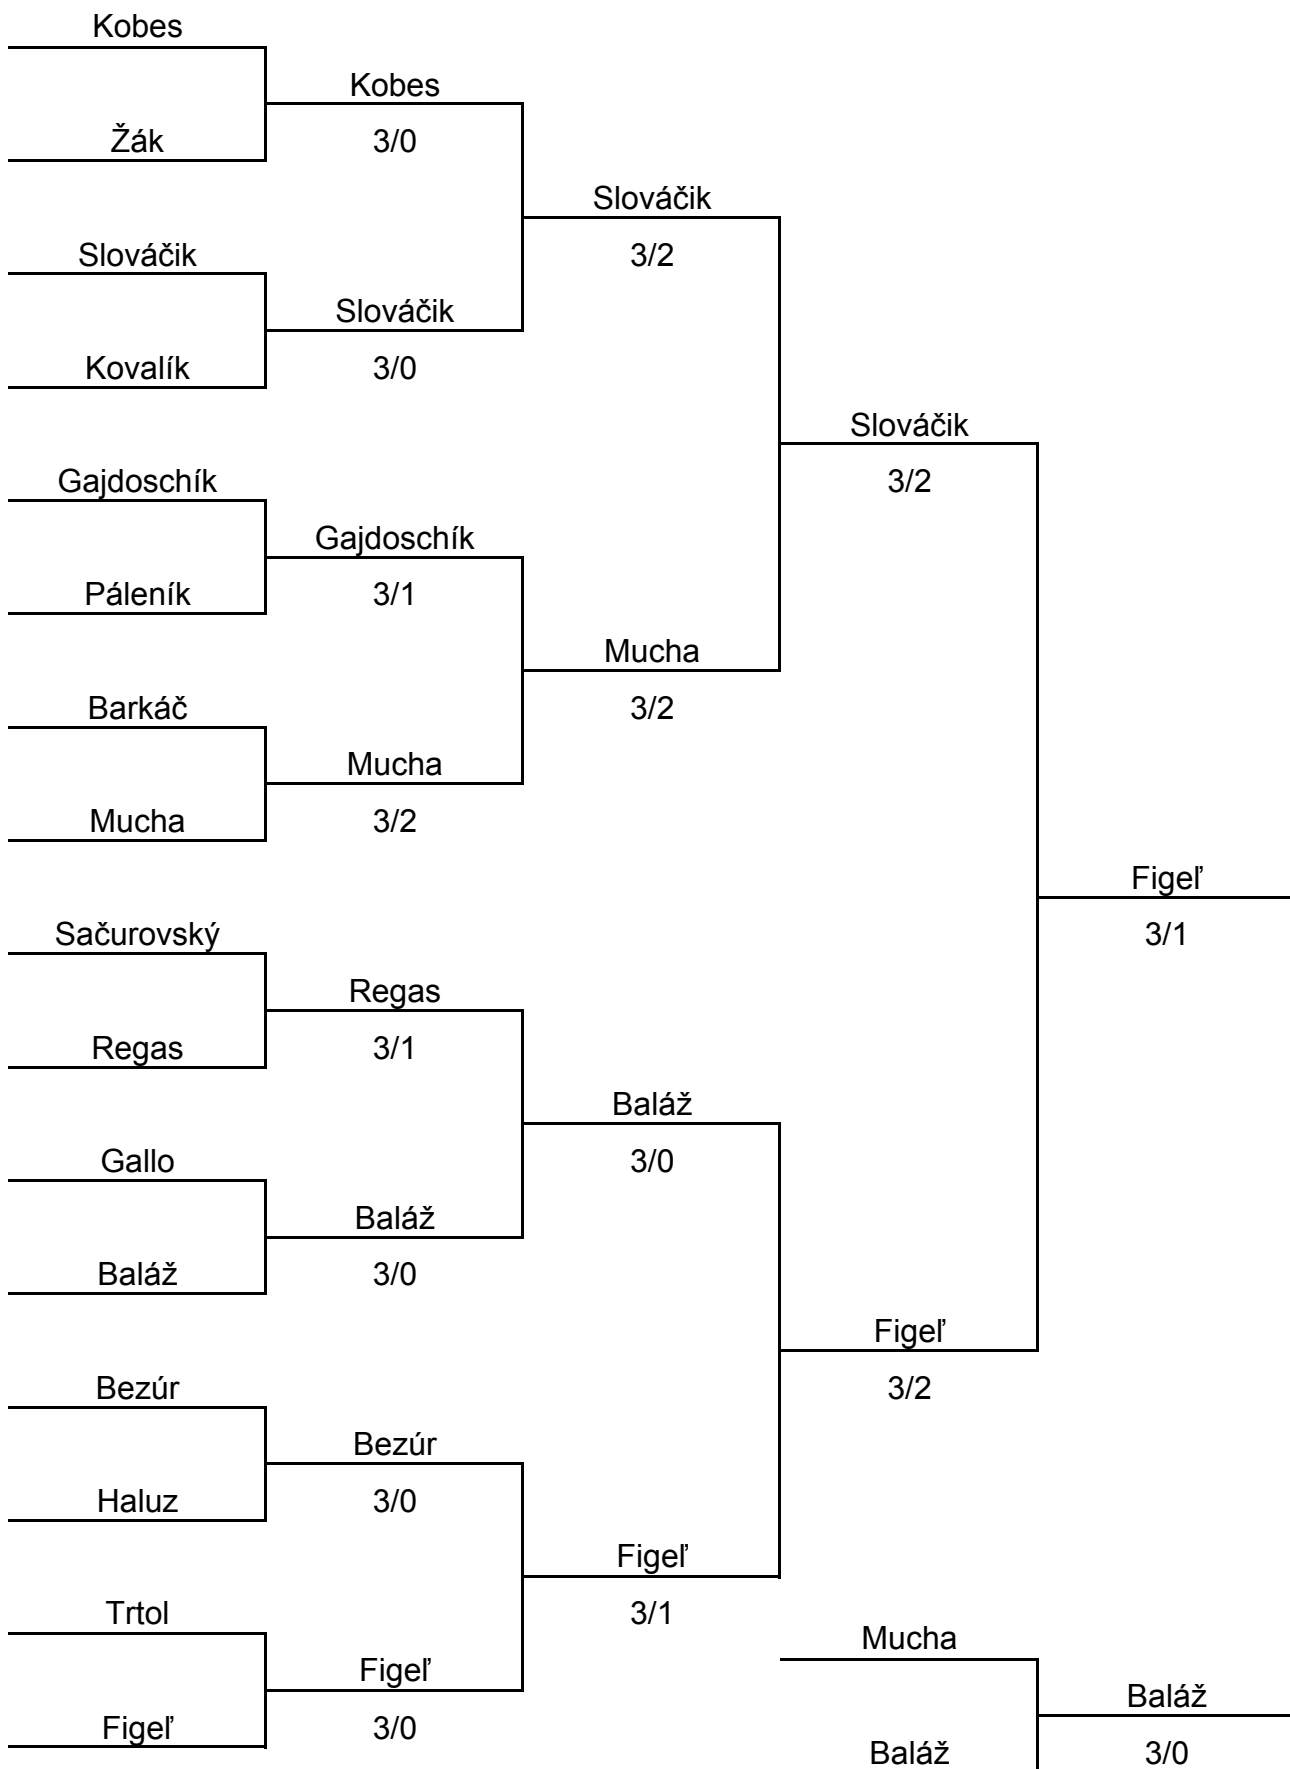 Kobes
Kobes
Žák
3/0
Slováčik
Slováčik
3/2
Slováčik
Kovalík
3/0
Slováčik
3/2
Gajdoschík
Gajdoschík
Páleník
3/1
Mucha
3/2
Barkáč
Mucha
Mucha
3/2
Figeľ
3/1
Sačurovský
Regas
Regas
3/1
Baláž
3/0
Gallo
Baláž
Baláž
3/0
Figeľ
3/2
Bezúr
Bezúr
Haluz
3/0
Figeľ
3/1
Trtol
Figeľ
Figeľ
3/0
Mucha
Baláž
Baláž
3/0